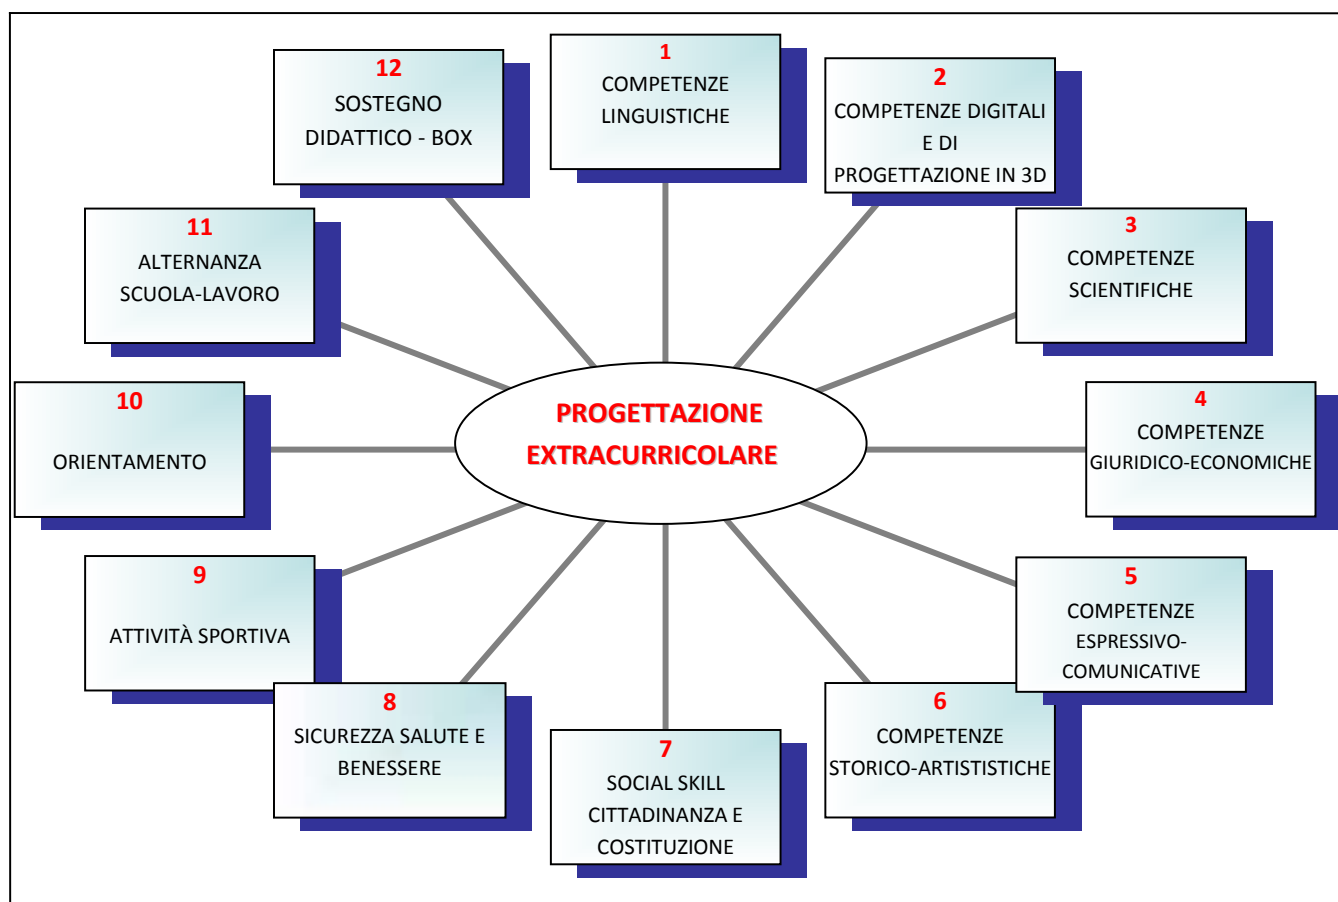 1
COMPETENZE
LINGUISTICHE
2
COMPETENZE DIGITALI
E DI
PROGETTAZIONE IN 3D
3
COMPETENZE
SCIENTIFICHE
4
COMPETENZE
GIURIDICO-ECONOMICHE
5
COMPETENZE
ESPRESSIVO-
COMUNICATIVE
6
COMPETENZE
STORICO-ARTISTISTICHE
7
SOCIAL SKILL
CITTADINANZA E
COSTITUZIONE
8
SICUREZZA SALUTE E
BENESSERE
9
ATTIVITÀ SPORTIVA
10
ORIENTAMENTO
11
ALTERNANZA
SCUOLA-LAVORO
12
SOSTEGNO
DIDATTICO - BOX
PROGETTAZIONE
EXTRACURRICOLARE